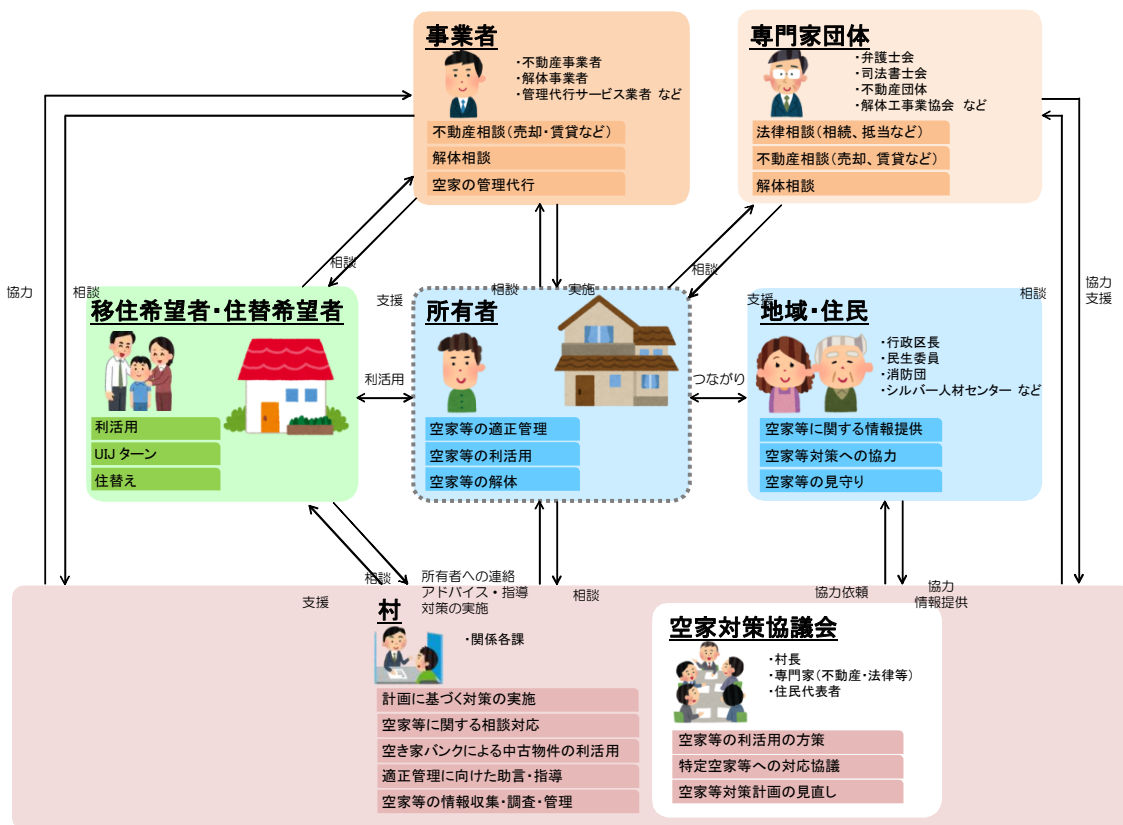 事業者
・不動産事業者
・解体事業者
・管理代行サービス業者 など
不動産相談(売却・賃貸など)
解体相談
空家の管理代行
専門家団体
・弁護士会
・司法書士会
・不動産団体
・解体工事業協会 など
法律相談(相続、抵当など)
不動産相談(売却、賃貸など)
解体相談
協力
相談
相談
支援
相談
実施
相談
支援
相談
協力
支援
移住希望者・住替希望者
利活用
UIJ ターン
住替え
利活用
所有者
空家等の適正管理
空家等の利活用
空家等の解体
つながり
地域・住民
・行政区長
・民生委員
・消防団
・シルバー人材センター など
空家等に関する情報提供
空家等対策への協力
空家等の見守り
相談
支援
所有者への連絡
アドバイス・指導
対策の実施
相談
協力依頼
協力
情報提供
村
・関係各課
計画に基づく対策の実施
空家等に関する相談対応
空き家バンクによる中古物件の利活用
適正管理に向けた助言・指導
空家等の情報収集・調査・管理
空家対策協議会
・村長
・専門家(不動産・法律等)
・住民代表者
空家等の利活用の方策
特定空家等への対応協議
空家等対策計画の見直し